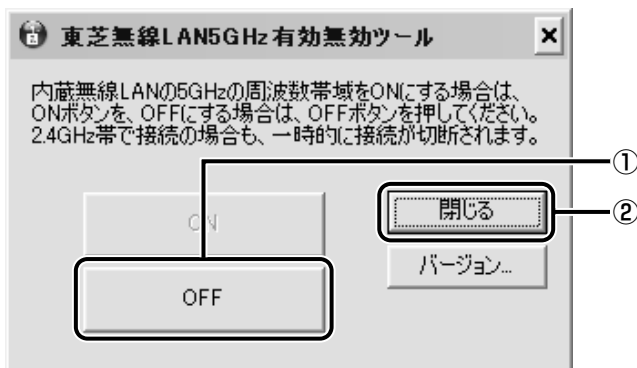 東芝無線LAN5GHz有効無効ツール
内蔵無線LANの5GHzの周波数帯域をONにする場合は、
ONボタンを、OFFにする場合は、OFFボタンを押してください。
2.4GHz帯で接続の場合も、一時的に接続が切断されます。
①
ON
閉じる
②
バージョン...
OFF